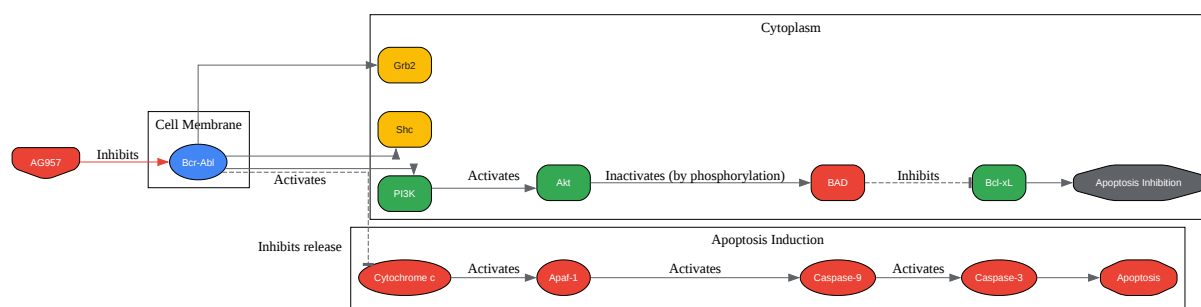 Cytoplasm
Grb2
Cell Membrane
Shc
AG957
Inhibits
Bcr-Abl
Activates
PI3K
Activates
Akt
Inactivates (by phosphorylation)
BAD
Inhibits
Bcl-xL
Apoptosis Inhibition
Inhibits release
Apoptosis Induction
Cytochrome c
Activates
Apaf-1
Activates
Caspase-9
Activates
Caspase-3
Apoptosis